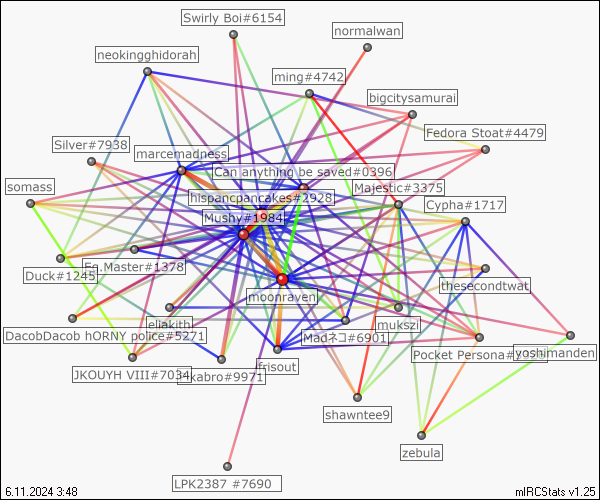 Swirly Boi#6154
normalwan
neokingghidorah
ming#4742
bigcitysamurai
Fedora Stoat#4479
Silver#7938
marcemadness
Can anything be saved#0396
somass
Majestic#3375
hispancpancakes#2928
Cypha#1717
Mushy#1984
Master#1378
Duck#1245
thesecondtwat
moonraven
eliakith
mukszil
DacobDacob hORNY police#5271
Madネコ#6901
Pocket
yoshimanden
frisout
JKOUYH VIII#7034
kabro#9971
shawntee9
zebula
LPK2387 #7690
6.11.2024 3:48
mIRCStats v1.25